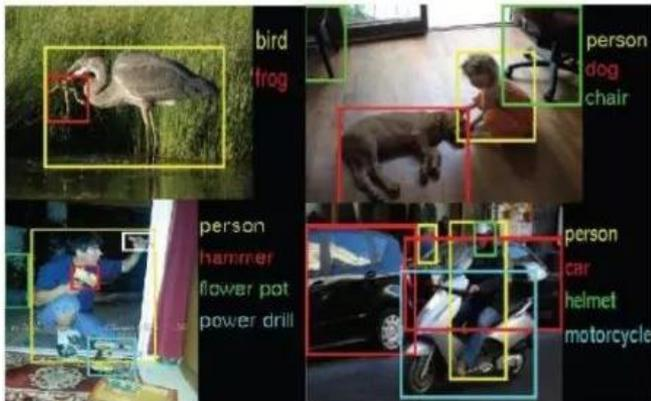 bird
frog
person
dog
chair
person
hammer
flower pot
power drill
person
car
helmet
motorcycle